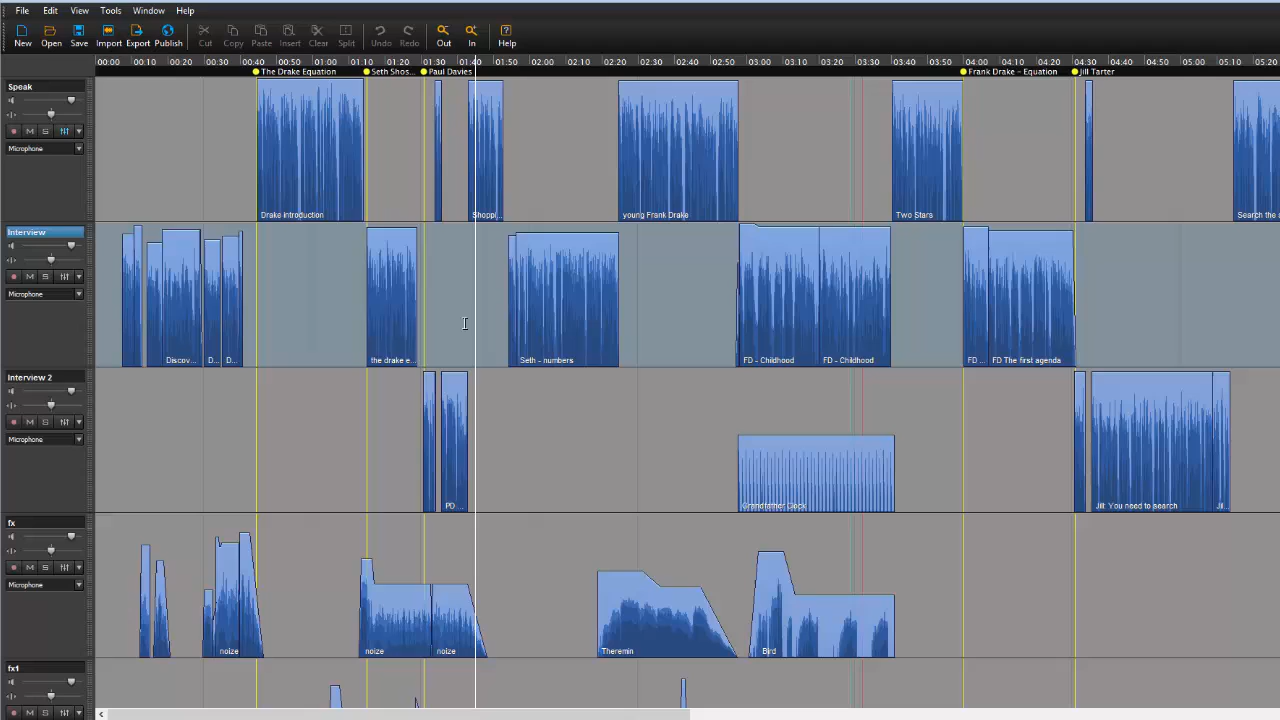 File Edit View Tools Window Help
New Open Save Import Export Publish Cut Copy Paste Insert Clear Split Undo Redo Out In Help
00:00 00:10 00:20 00:30 00:40 00:50 01:00 01:10 01:20 01:30 01:40 01:50 02:00 02:10 02:20 02:30 02:40 02:50 03:00 03:10 03:20 03:30 03:40 03:50 04:00 04:10 04:20 04:30 04:40 04:50 05:00 05:10 05:20
The Drake Equation Seth Shos... Paul Davies Frank Drake - Equation Jill Tarter
Speak
M S
Microphone
Drake introduction Shoppi... young Frank Drake Two Stars Search the s
Interview
M S
Microphone
Discov... D... D... the drake e... Seth - numbers FD - Childhood FD - Childhood FD ... FD The first agenda
Interview 2
M S
Microphone
PD ... Grandfather Clock Jill: You need to search Jil...
fx
M S
Microphone
noize noize noize Theremin Bird
fx1
M S